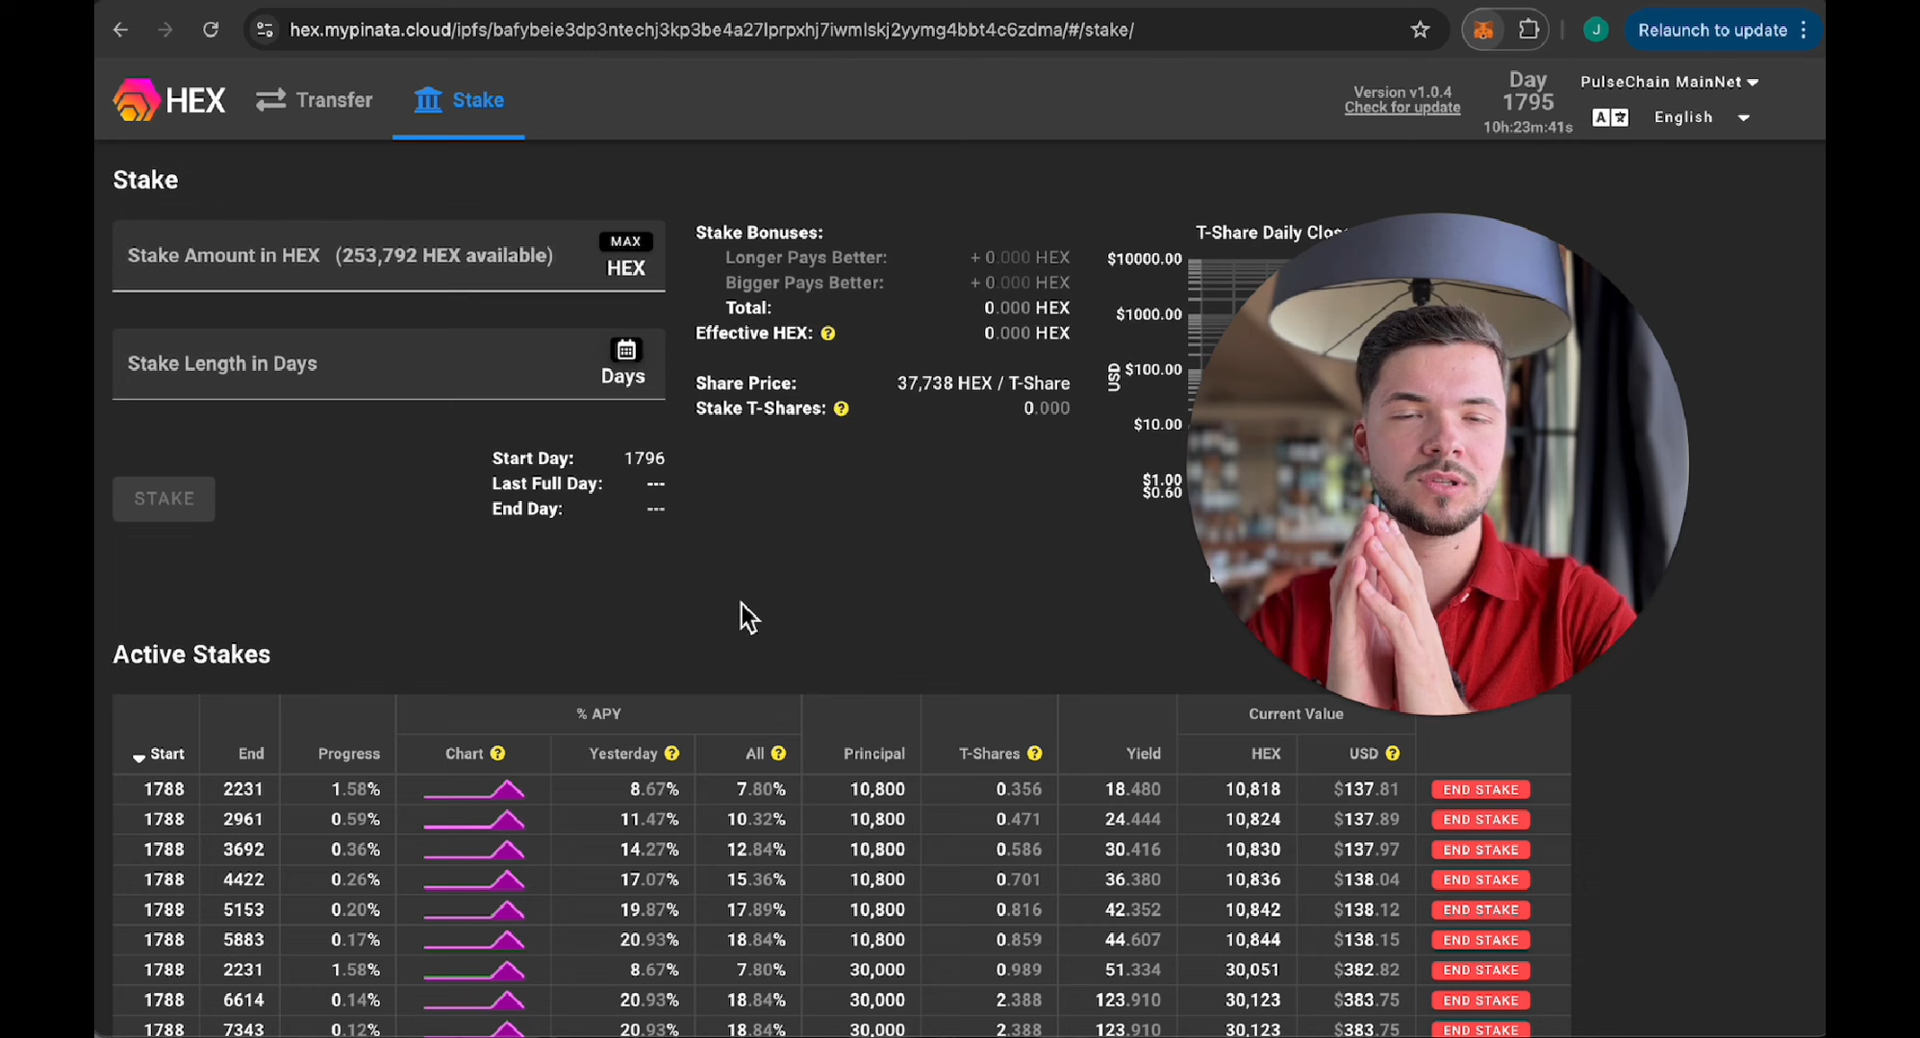 hex.mypinata.cloud/ipfs/bafybeie3dp3ntechj3kp3be4a27lprpxhj7iwmlskj2yymg4bbt4c6zdma/#/stake/
J
Relaunch to update
HEX
Transfer
Stake
Version v1.0.4
Check for update
Day
1795
10h:23m:41s
PulseChain MainNet
English
Stake
Stake Amount in HEX (253,792 HEX available)
MAX
HEX
Stake Length in Days
Days
STAKE
Start Day: 1796
Last Full Day: ---
End Day: ---
Stake Bonuses:
Longer Pays Better: + 0.000 HEX
Bigger Pays Better: + 0.000 HEX
Total: 0.000 HEX
Effective HEX: ? 0.000 HEX
Share Price: 37,738 HEX / T-Share
Stake T-Shares: ? 0.000
T-Share Daily
$10000.00
$1000.00
$100.00
$10.00
$1.00
$0.60
USD
Active Stakes
% APY
Current Value
Start End Progress Chart ? Yesterday ? All ? Principal T-Shares ? Yield HEX USD ?
1788 2231 1.58% 8.67% 7.80% 10,800 0.356 18.480 10,818 $137.81 END STAKE
1788 2961 0.59% 11.47% 10.32% 10,800 0.471 24.444 10,824 $137.89 END STAKE
1788 3692 0.36% 14.27% 12.84% 10,800 0.586 30.416 10,830 $137.97 END STAKE
1788 4422 0.26% 17.07% 15.36% 10,800 0.701 36.380 10,836 $138.04 END STAKE
1788 5153 0.20% 19.87% 17.89% 10,800 0.816 42.352 10,842 $138.12 END STAKE
1788 5883 0.17% 20.93% 18.84% 10,800 0.859 44.607 10,844 $138.15 END STAKE
1788 2231 1.58% 8.67% 7.80% 30,000 0.989 51.334 30,051 $382.82 END STAKE
1788 6614 0.14% 20.93% 18.84% 30,000 2.388 123.910 30,123 $383.75 END STAKE
1788 7343 0.12% 20.93% 18.84% 30,000 2.388 123.910 30,123 $383.75 END STAKE